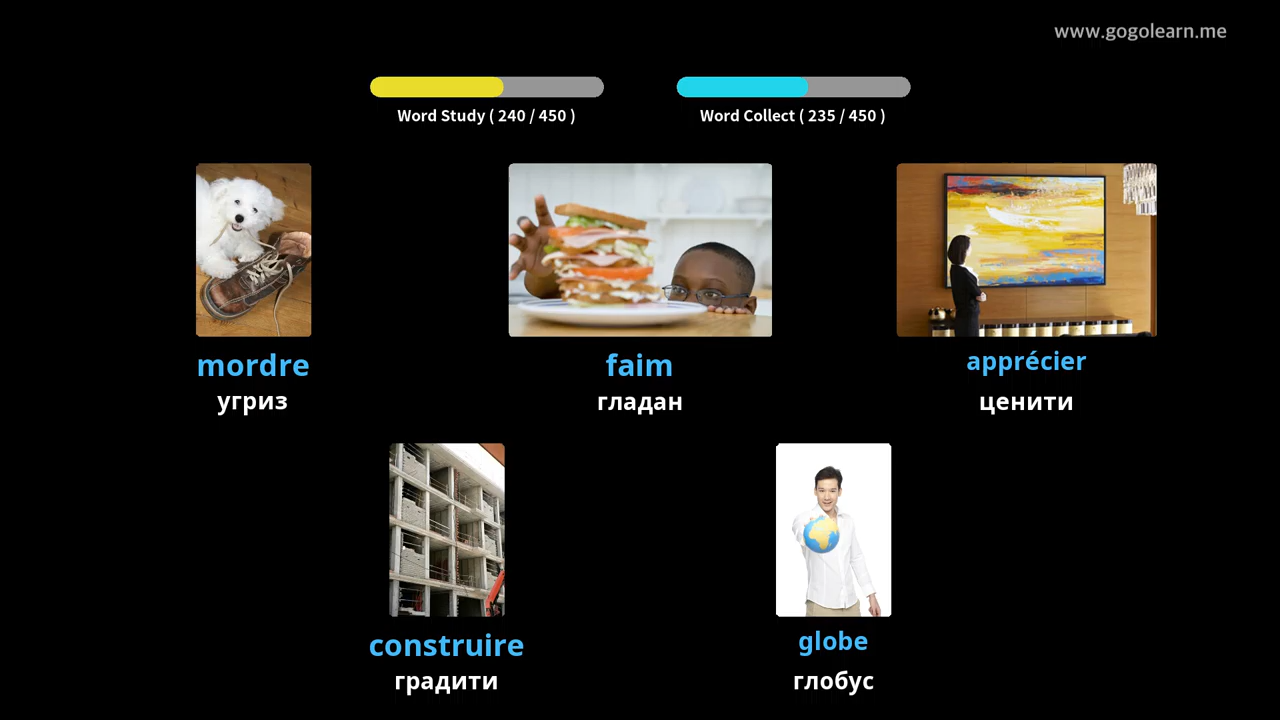 www.gogolearn.me
Word Study ( 240 / 450 )
Word Collect ( 235 / 450 )
mordre
угриз
faim
гладан
apprécier
ценити
construire
градити
globe
глобус